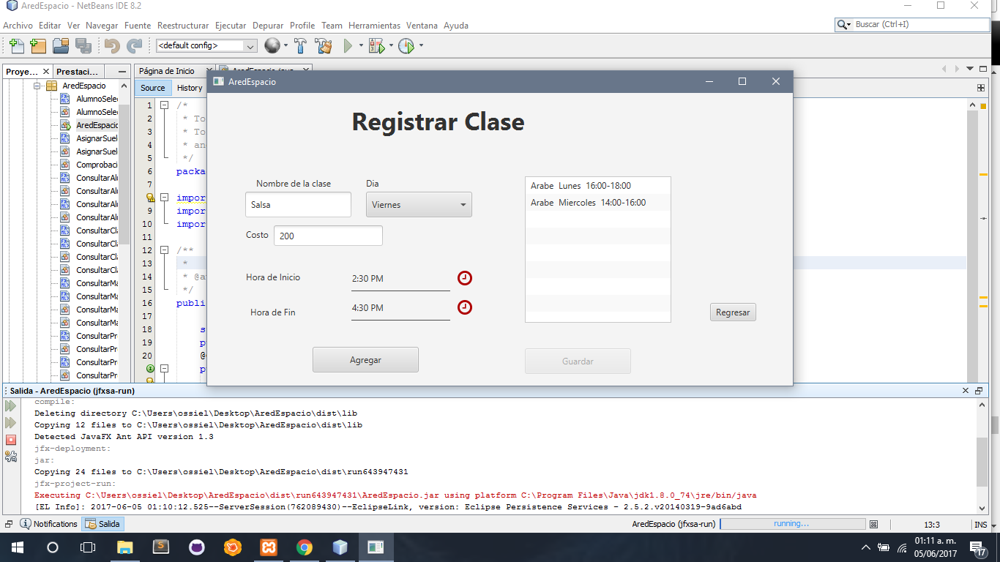 AredEspacio - NetBeans IDE 8.2
Archivo Editar Ver Navegar Fuente Reestructurar Ejecutar Depurar Profile Team Herramientas Ventana Ayuda
Buscar (Ctrl+I)
<default config>
Proye... Prestaci...
Página de Inicio
Source History
AredEspacio
AlumnoSele
AlumnoSele
AredEspacio
AsignarSuel
AsignarSuel
Comprobaci
ConsultarAlu
ConsultarAlu
ConsultarAlu
ConsultarAlu
ConsultarCla
ConsultarCla
ConsultarCla
ConsultarCla
ConsultarMa
ConsultarMa
ConsultarMa
ConsultarMa
ConsultarPr
ConsultarPr
ConsultarPr
ConsultarPr
1 /*
2 * To
3 * To
4 * an
5 */
6 packa
7
impor
9 impor
10 impor
11
12 /**
13 *
14 * @a
15 */
16 publi
17
18 s
19 p
20 @
p
AredEspacio
Registrar Clase
Nombre de la clase Dia
Salsa Viernes
Costo 200
Hora de Inicio 2:30 PM
Hora de Fin 4:30 PM
Agregar
Arabe Lunes 16:00-18:00
Arabe Miercoles 14:00-16:00
Regresar
Guardar
Salida - AredEspacio (jfxsa-run)
compile:
Deleting directory C:\Users\ossiel\Desktop\AredEspacio\dist\lib
Copying 12 files to C:\Users\ossiel\Desktop\AredEspacio\dist\lib
Detected JavaFX Ant API version 1.3
jfx-deployment:
jar:
Copying 24 files to C:\Users\ossiel\Desktop\AredEspacio\dist\run643947431
jfx-project-run:
Executing C:\Users\ossiel\Desktop\AredEspacio\dist\run643947431\AredEspacio.jar using platform C:\Program Files\Java\jdk1.8.0_74\jre/bin/java
[EL Info]: 2017-06-05 01:10:12.525--ServerSession(762089430)--EclipseLink, version: Eclipse Persistence Services - 2.5.2.v20140319-9ad6abd
Notifications Salida AredEspacio (jfxsa-run) running... 13:3 INS
01:11 a. m.
05/06/2017
17